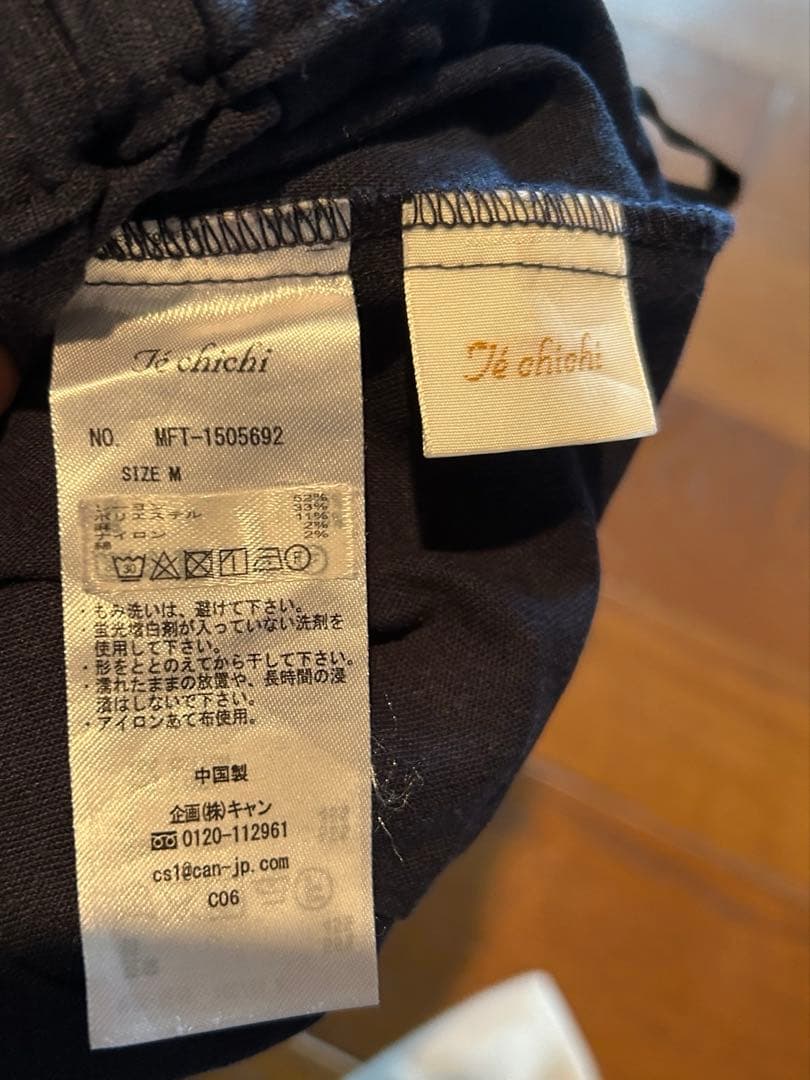 Té chichi
Té chichi
NO. MFT-1505692
SIZE M
52%
33%
ポリエステル 11%
2%
ナイロン 2%
綿
・もみ洗いは、避けて下さい。
・蛍光増白剤が入っていない洗剤を
使用して下さい。
・形をととのえてから干して下さい。
・濡れたままの放置や、長時間の浸
漬はしないで下さい。
・アイロンあて布使用。
中国製
企画(株)キャン
0120-112961
cs1@can-jp.com
C06